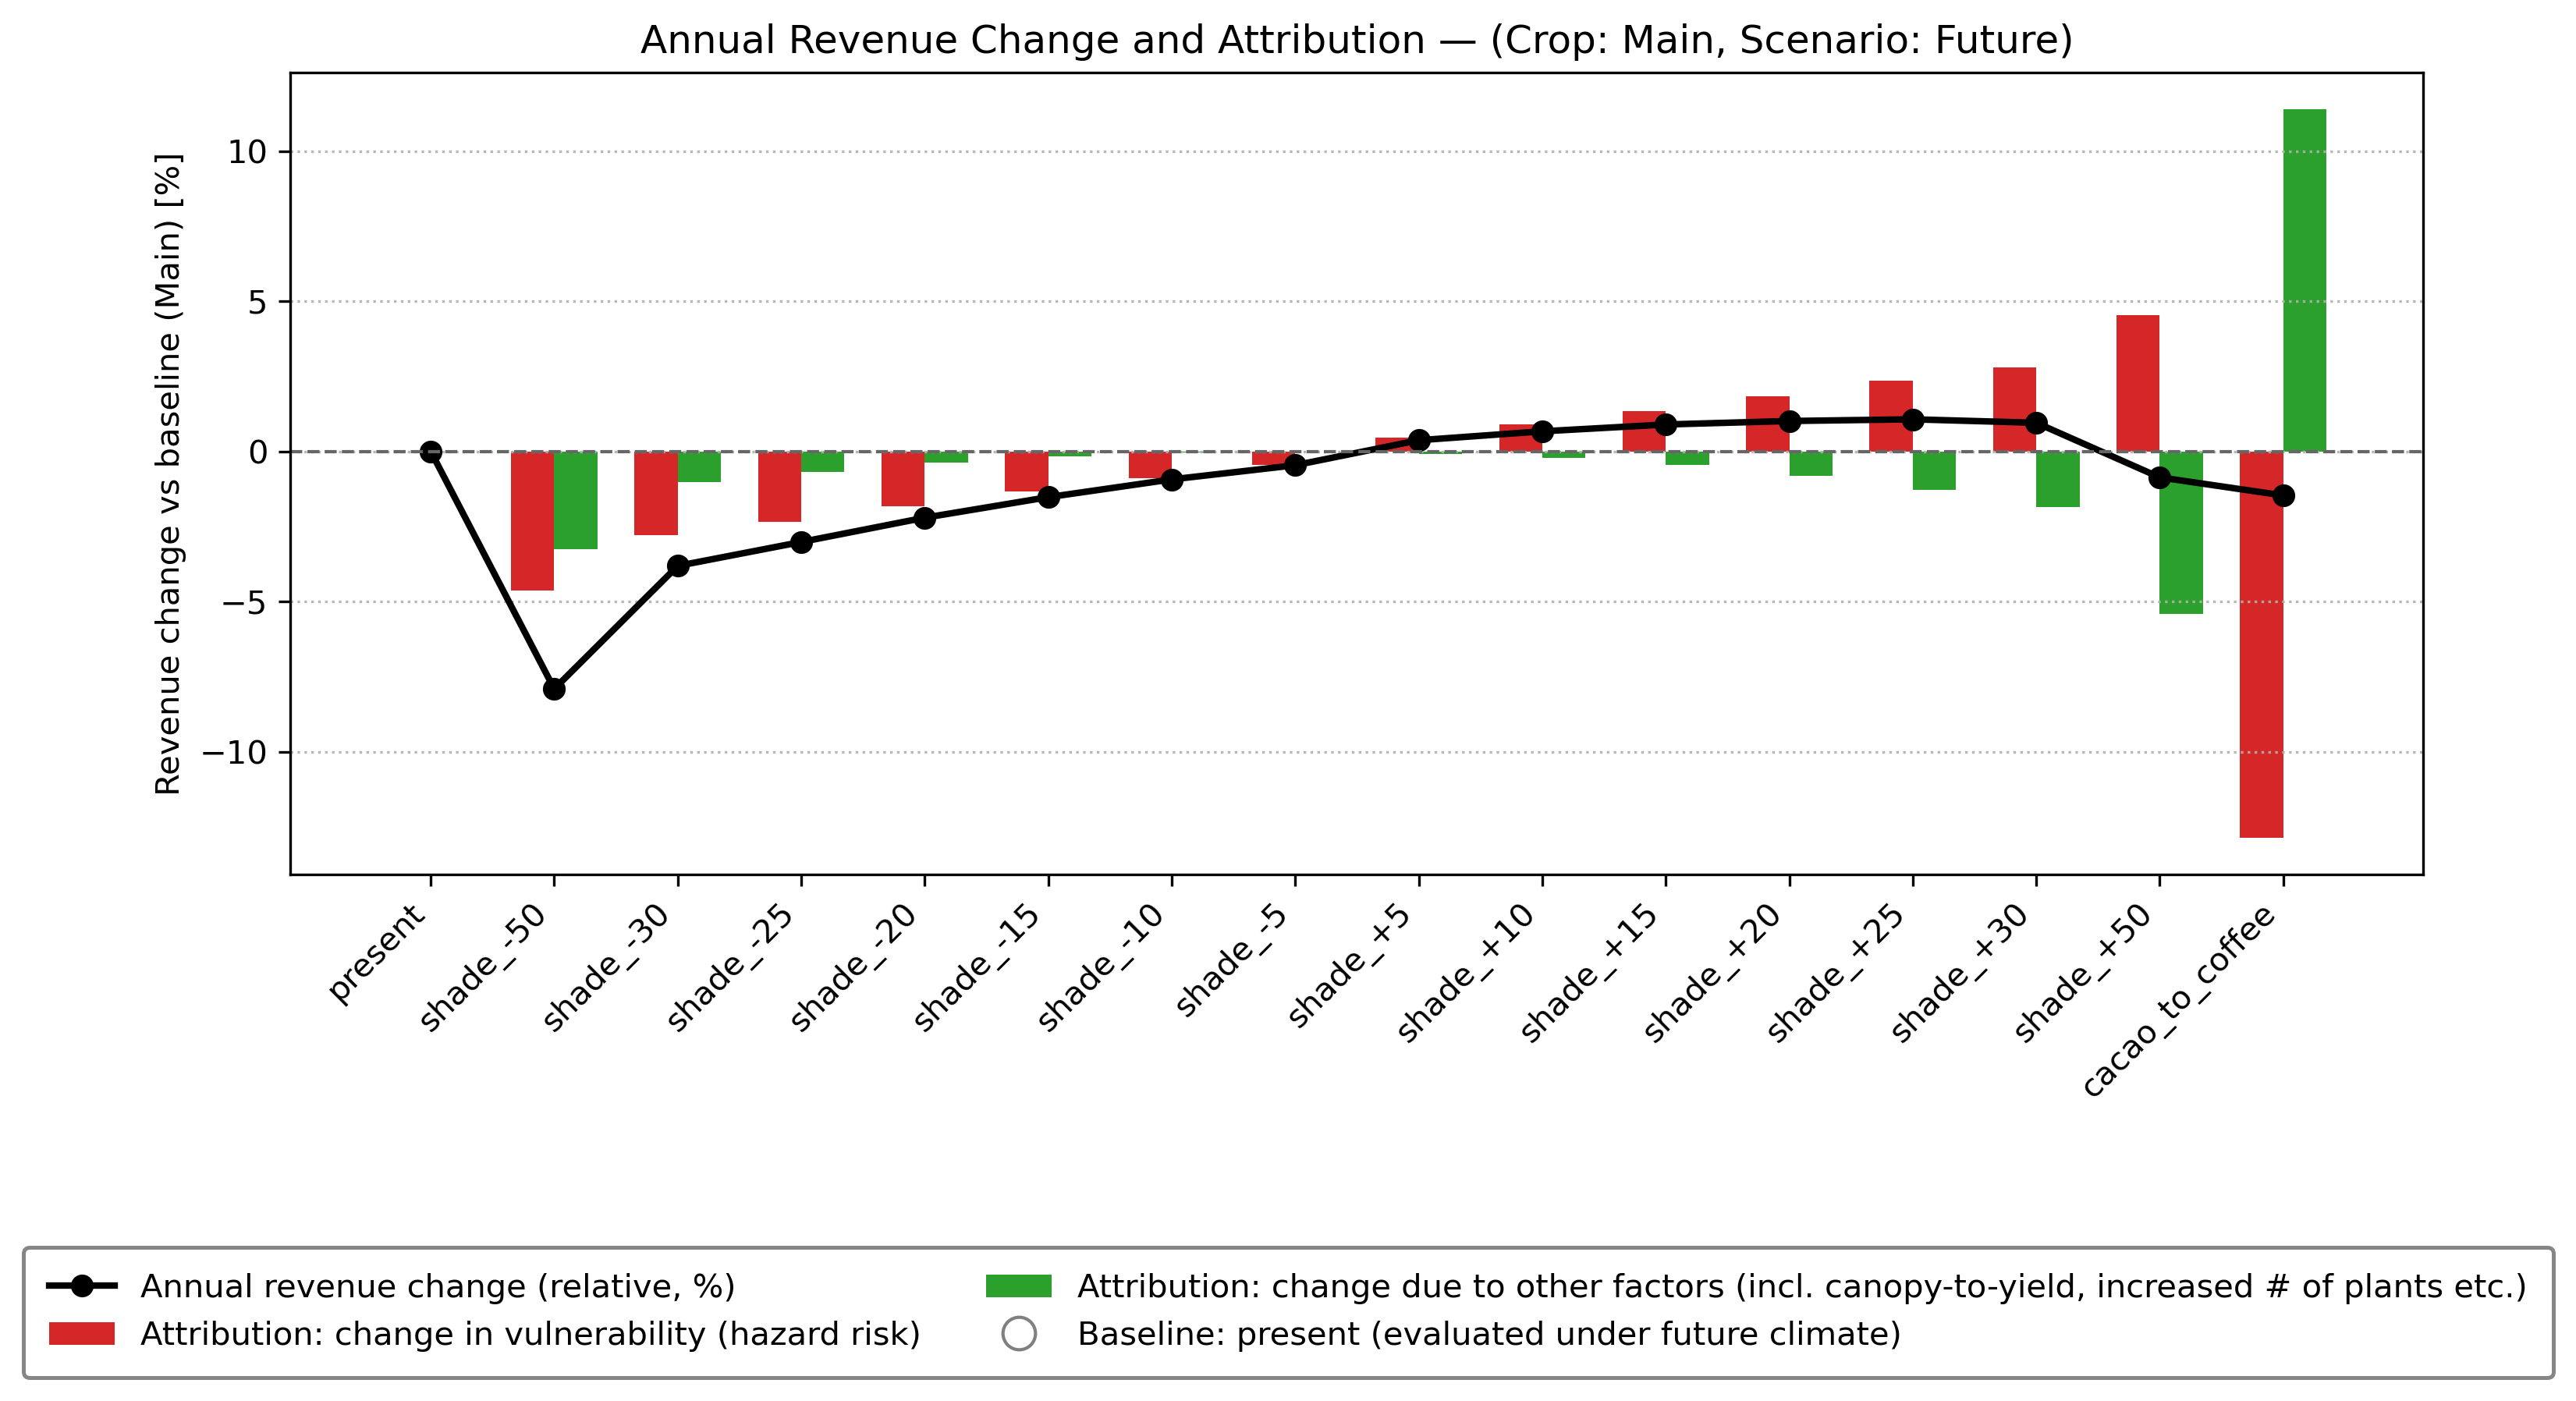 Annual Revenue Change and Attribution — (Crop: Main, Scenario: Future)
Revenue change vs baseline (Main) [%]
10
5
0
−5
−10
present
shade_-50
shade_-30
shade_-25
shade_-20
shade_-15
shade_-10
shade_-5
shade_+5
shade_+10
shade_+15
shade_+20
shade_+25
shade_+30
shade_+50
cacao_to_coffee
Annual revenue change (relative, %)
Attribution: change in vulnerability (hazard risk)
Attribution: change due to other factors (incl. canopy-to-yield, increased # of plants etc.)
Baseline: present (evaluated under future climate)